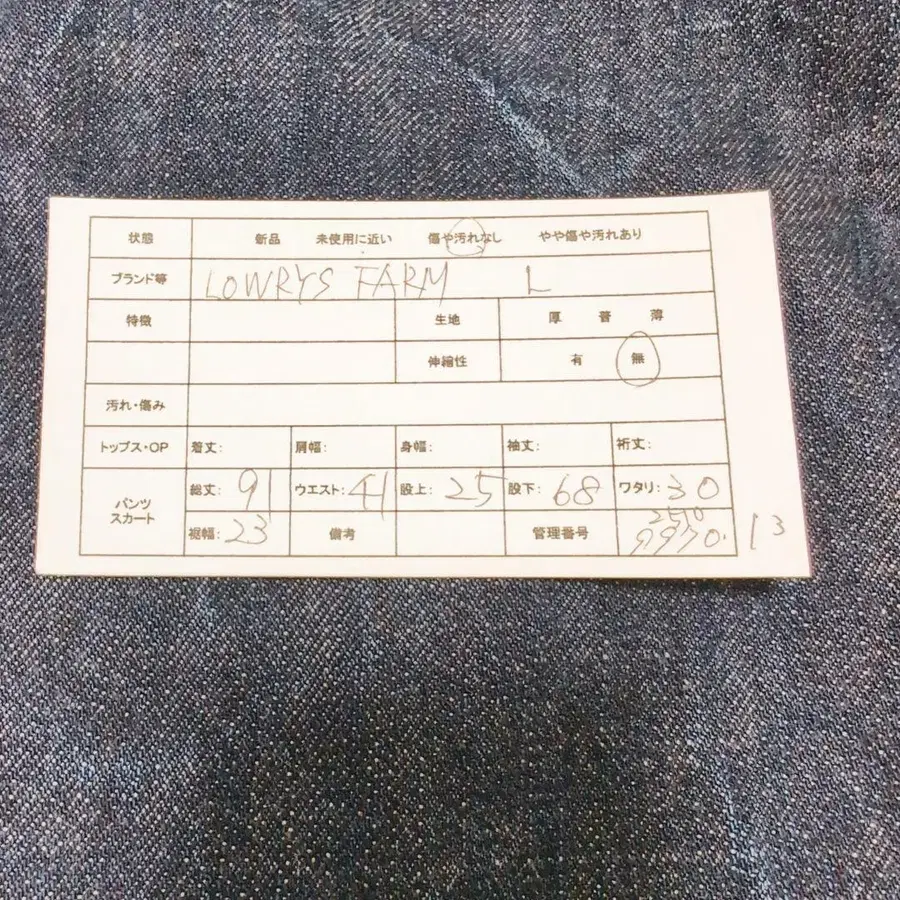 状態 新品 未使用に近い 傷や汚れなし やや傷や汚れあり
ブランド等 LOWRYS FARM L
特徴 生地 厚 普 薄
伸縮性 有 無
汚れ・傷み
トップス・OP 着丈: 肩幅: 身幅: 袖丈: 裄丈:
パンツ スカート 総丈: 91 ウエスト: 41 股上: 25 股下: 68 ワタリ: 30
裾幅: 23 備考 管理番号 2510
13